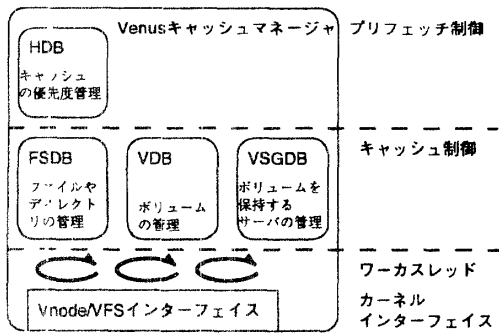 Venusキャッシュマネージャ
プリフェッチ制御
HDB
キャッシュ
の優先度管理
キャッシュ制御
FSDB
ファイルや
ディレクト
リの管理
VDB
ボリューム
の管理
VSGDB
ボリュームを
保持する
サーバの管理
ワーカスレッド
Vnode/VFSインターフェイス
カーネル
インターフェイス